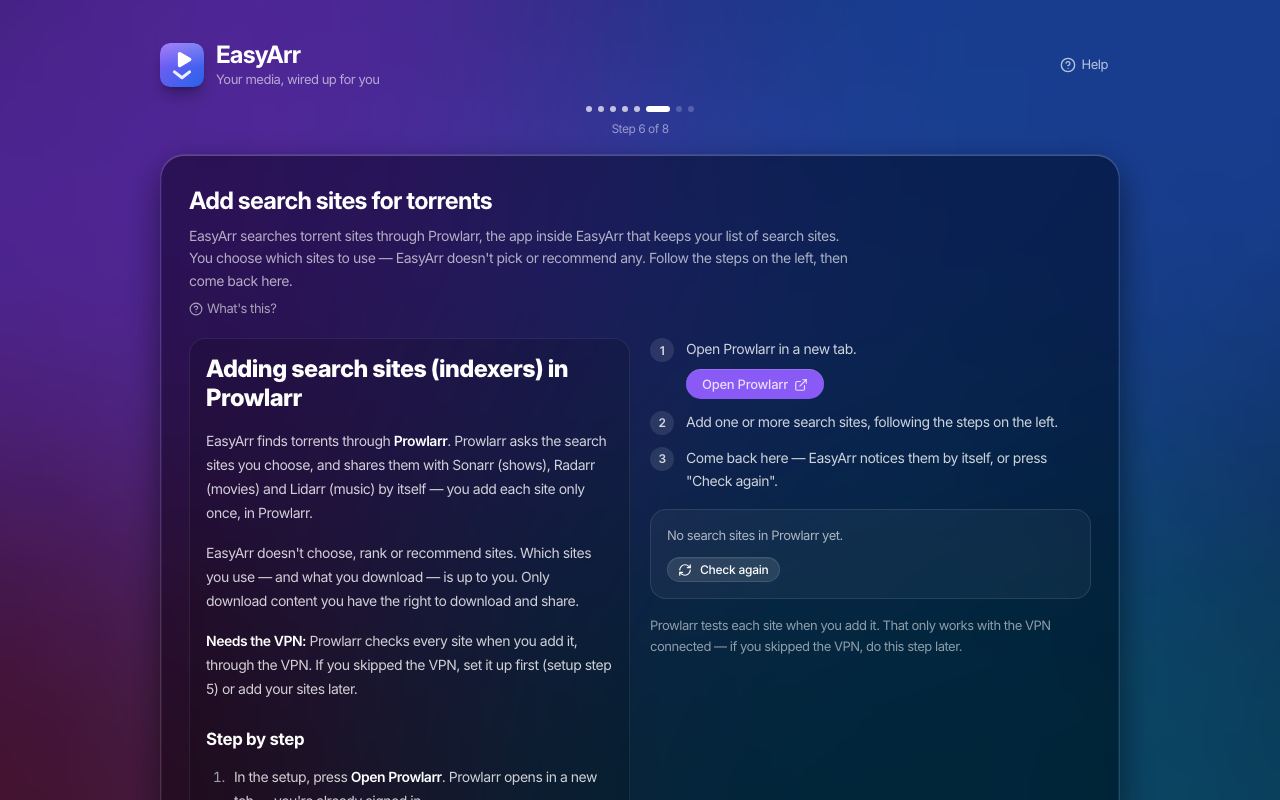 EasyArr
Your media, wired up for you
Help
Step 6 of 8
Add search sites for torrents
EasyArr searches torrent sites through Prowlarr, the app inside EasyArr that keeps your list of search sites.
You choose which sites to use — EasyArr doesn't pick or recommend any. Follow the steps on the left, then
come back here.
What's this?
Adding search sites (indexers) in
Prowlarr
EasyArr finds torrents through Prowlarr. Prowlarr asks the search
sites you choose, and shares them with Sonarr (shows), Radarr
(movies) and Lidarr (music) by itself — you add each site only
once, in Prowlarr.
EasyArr doesn't choose, rank or recommend sites. Which sites
you use — and what you download — is up to you. Only
download content you have the right to download and share.
Needs the VPN: Prowlarr checks every site when you add it,
through the VPN. If you skipped the VPN, set it up first (setup step
5) or add your sites later.
Step by step
1. In the setup, press Open Prowlarr. Prowlarr opens in a new
tab — you're already signed in.
1 Open Prowlarr in a new tab.
Open Prowlarr
2 Add one or more search sites, following the steps on the left.
3 Come back here — EasyArr notices them by itself, or press
"Check again".
No search sites in Prowlarr yet.
Check again
Prowlarr tests each site when you add it. That only works with the VPN
connected — if you skipped the VPN, do this step later.